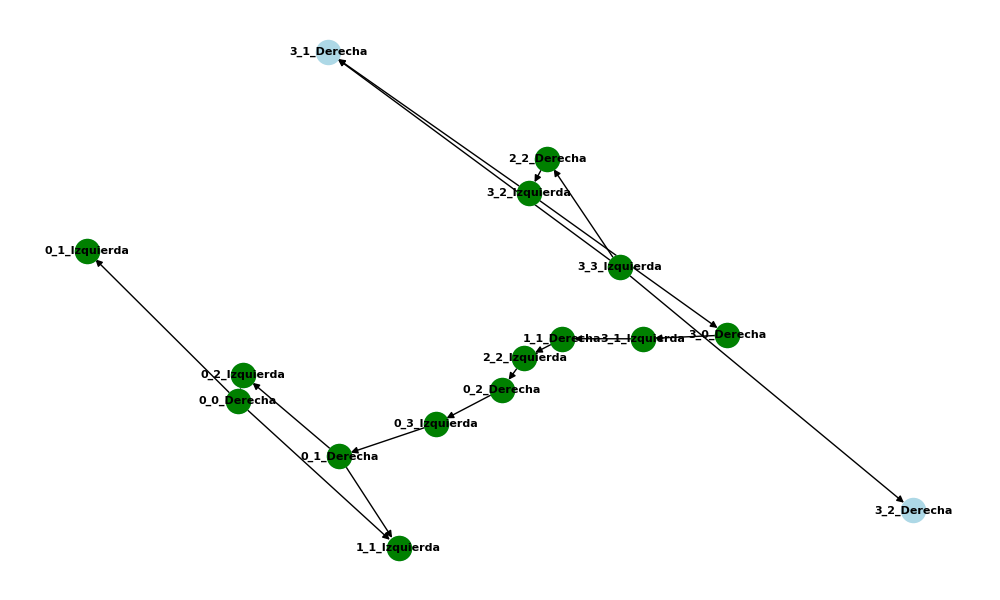 3_1_Derecha
2_2_Derecha
3_2_Izquierda
0_1_Izquierda
3_3_Izquierda
3_0_Derecha
1_1_Derecha
3_1_Izquierda
2_2_Izquierda
0_2_Izquierda
0_2_Derecha
0_0_Derecha
0_3_Izquierda
0_1_Derecha
3_2_Derecha
1_1_Izquierda